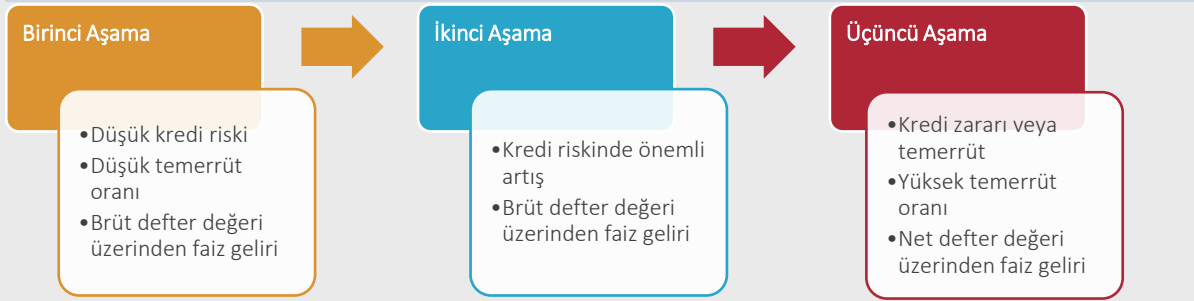 Birinci Aşama
•Düşük kredi riski
•Düşük temerrüt
oranı
•Brüt defter değeri
üzerinden faiz geliri
İkinci Aşama
•Kredi riskinde önemli
artış
•Brüt defter değeri
üzerinden faiz geliri
Üçüncü Aşama
•Kredi zararı veya
temerrüt
•Yüksek temerrüt
oranı
•Net defter değeri
üzerinden faiz geliri